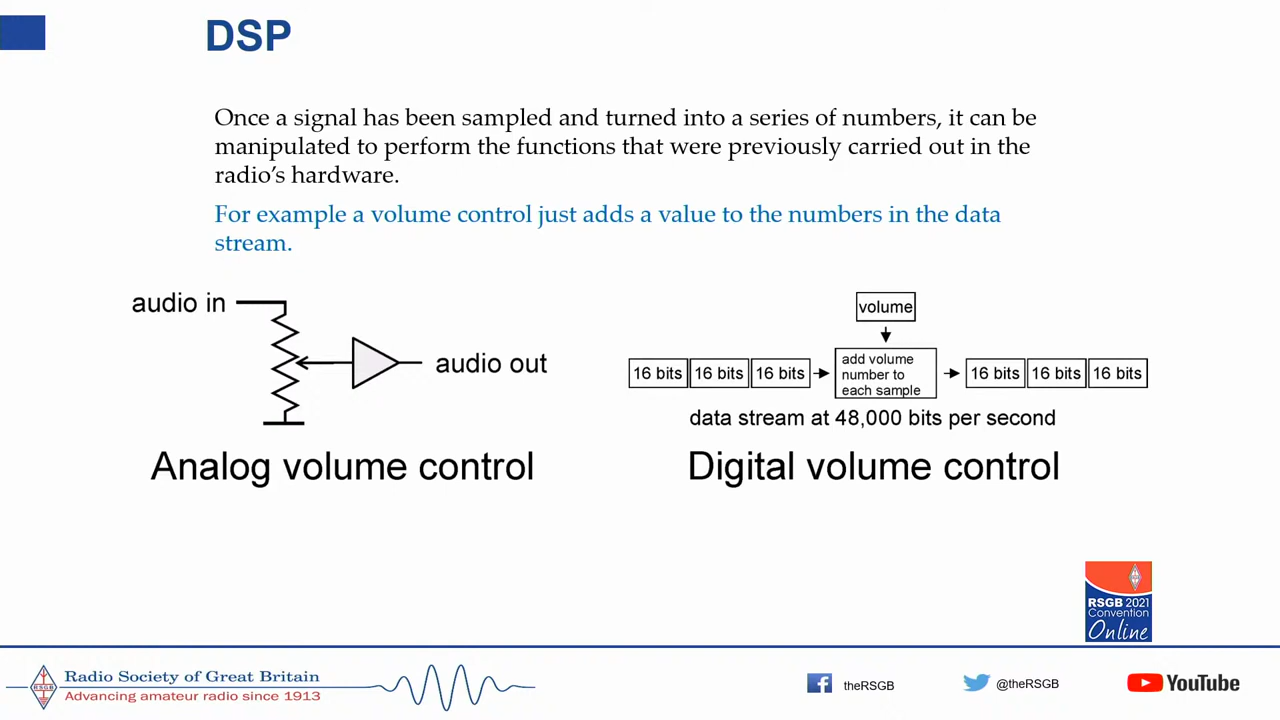 DSP
Once a signal has been sampled and turned into a series of numbers, it can be
manipulated to perform the functions that were previously carried out in the
radio's hardware.
For example a volume control just adds a value to the numbers in the data
stream.
audio in
audio out
Analog volume control
volume
16 bits 16 bits 16 bits
add volume
number to
each sample
16 bits 16 bits 16 bits
data stream at 48,000 bits per second
Digital volume control
RSGB 2021
Convention
Online
RSGB
Radio Society of Great Britain
Advancing amateur radio since 1913
theRSGB
@theRSGB
YouTube